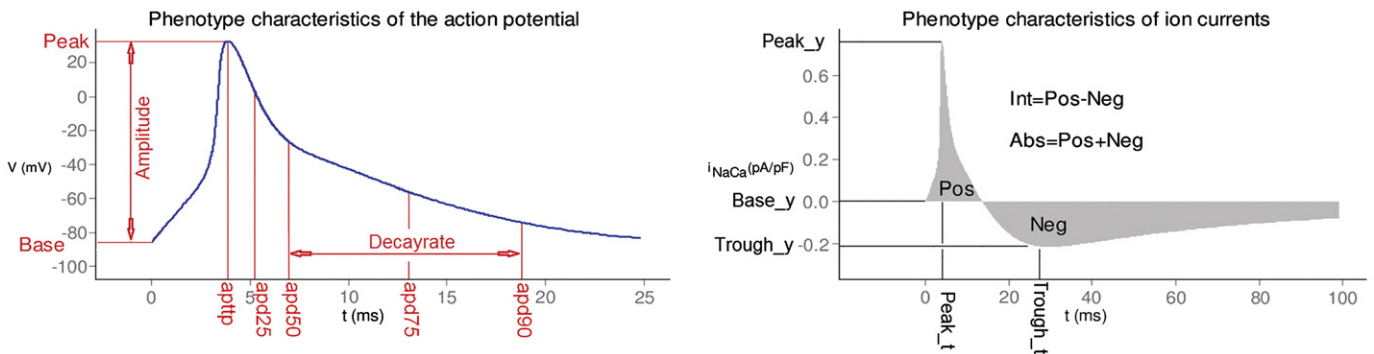 Phenotype characteristics of the action potential
Peak
20
0
-20
-40
-60
-80
-100
V (mV)
Base
Amplitude
Decayrate
0
5
10
15
20
25
t (ms)
apttp
apd25
apd50
apd75
apd90
Phenotype characteristics of ion currents
Peak_y
0.6
0.4
0.2
iNaCa(pA/pF)
Base_y
0.0
Trough_y
-0.2
Int=Pos-Neg
Abs=Pos+Neg
Pos
Neg
0
20
40
60
80
100
t (ms)
Peak_t
Trough_t